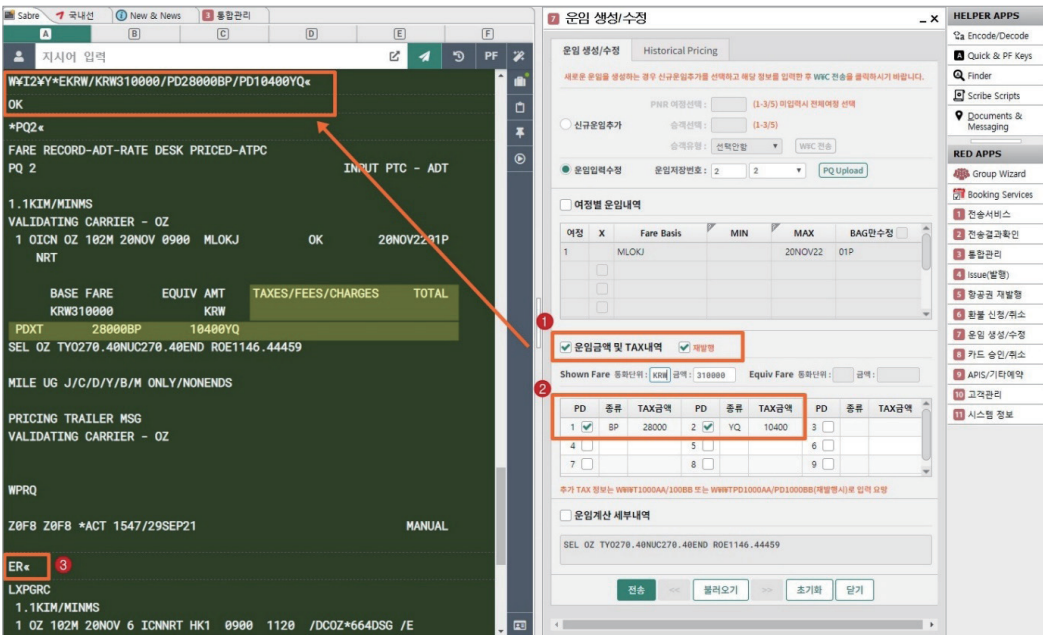 Sabre
국내선
New & News
3 통합관리
A B C D E F
지시어 입력
PF
W¥I2¥Y*EKRW/KRW310000/PD28000BP/PD10400YQ«
OK
*PQ2«
FARE RECORD-ADT-RATE DESK PRICED-ATPC
PQ 2 INPUT PTC - ADT
1.1KIM/MINMS
VALIDATING CARRIER - OZ
1 OICN OZ 102M 20NOV 0900 MLOKJ OK 20NOV2201P
NRT
BASE FARE EQUIV AMT TAXES/FEES/CHARGES TOTAL
KRW310000 KRW
PDXT 28000BP 10400YQ
SEL OZ TYO270.40NUC270.40END ROE1146.44459
MILE UG J/C/D/Y/B/M ONLY/NONENDS
PRICING TRAILER MSG
VALIDATING CARRIER - OZ
WPRQ
Z0F8 Z0F8 *ACT 1547/29SEP21 MANUAL
ER«
3
LXPGRC
1.1KIM/MINMS
1 OZ 102M 20NOV 6 ICNNRT HK1 0900 1120 /DCOZ*664DSG /E
7 운임 생성/수정
운임 생성/수정 Historical Pricing
새로운 운임을 생성하는 경우 신규운임추가를 선택하고 해당 정보를 입력한 후 W¥C 전송을 클릭하시기 바랍니다.
PNR 여정선택 : (1-3/5) 미입력시 전체여정 선택
신규운임추가 승객선택 : (1-3/5)
승객유형 : 선택안함 W¥C 전송
운임입력수정 운임저장번호 : 2 2 PQ Upload
여정별 운임내역
여정 X Fare Basis MIN MAX BAG만수정
1 MLOKJ 20NOV22 01P
1
운임금액 및 TAX내역 재발행
Shown Fare 통화단위 : KRW 금액 : 310000 Equiv Fare 통화단위 : 금액 :
2
PD 종류 TAX금액 PD 종류 TAX금액 PD 종류 TAX금액
1 BP 28000 2 YQ 10400 3
4 5 6
7 8 9
추가 TAX 정보는 W¥¥T1000AA/100BB 또는 W¥¥TPD1000AA/PD1000BB(재발행시)로 입력 요망
운임계산 세부내역
SEL OZ TYO270.40NUC270.40END ROE1146.44459
전송 << 불러오기 >> 초기화 닫기
HELPER APPS
Encode/Decode
Quick & PF Keys
Finder
Scribe Scripts
Documents &
Messaging
RED APPS
Group Wizard
Booking Services
1 전송서비스
2 전송결과확인
3 통합관리
4 Issue(발행)
5 항공권 재발행
6 환불 신청/취소
7 운임 생성/수정
8 카드 승인/취소
9 APIS/기타예약
10 고객관리
11 시스템 정보